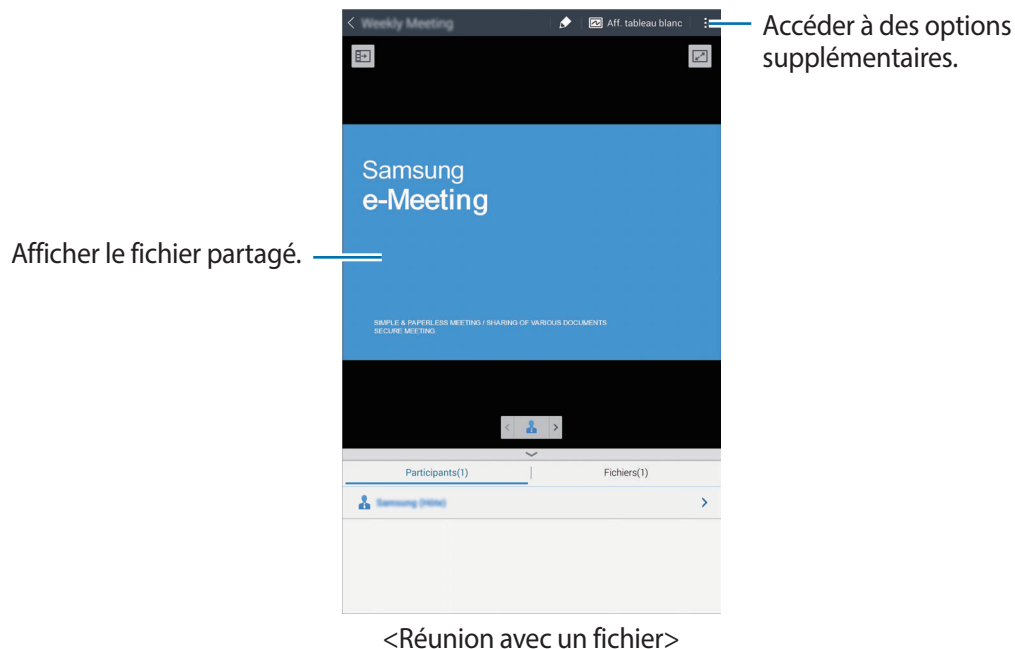 Weekly Meeting
Aff. tableau blanc
Accéder à des options
supplémentaires.
Samsung
e-Meeting
Afficher le fichier partagé.
SIMPLE & PAPERLESS MEETING / SHARING OF VARIOUS DOCUMENTS
SECURE MEETING
Participants(1)
Fichiers(1)
Samsung (Hôte)
<Réunion avec un fichier>